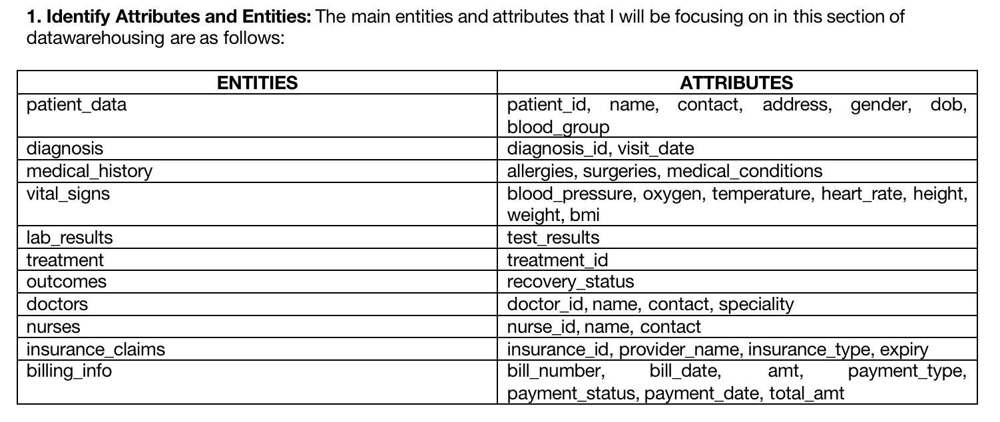 1. Identify Attributes and Entities: The main entities and attributes that I will be focusing on in this section of
datawarehousing are as follows:
ENTITIES ATTRIBUTES
patient_data patient_id, name, contact, address, gender, dob,
blood_group
diagnosis diagnosis_id, visit_date
medical_history allergies, surgeries, medical_conditions
vital_signs blood_pressure, oxygen, temperature, heart_rate, height,
weight, bmi
lab_results test_results
treatment treatment_id
outcomes recovery_status
doctors doctor_id, name, contact, speciality
nurses nurse_id, name, contact
insurance_claims insurance_id, provider_name, insurance_type, expiry
billing_info bill_number, bill_date, amt, payment_type,
payment_status, payment_date, total_amt